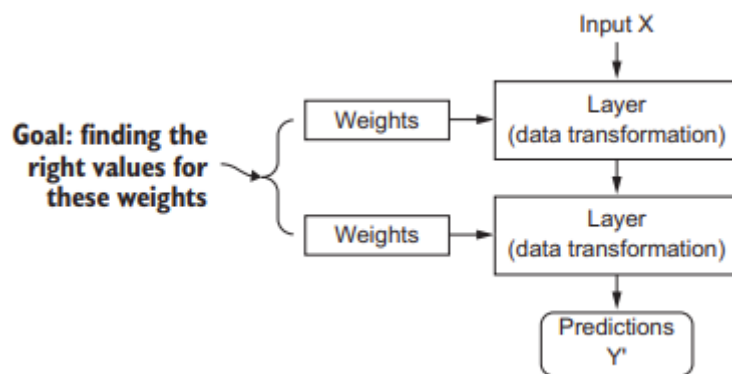 Input X
Weights
Layer
(data transformation)
Goal: finding the
right values for
these weights
Weights
Layer
(data transformation)
Predictions
Y'